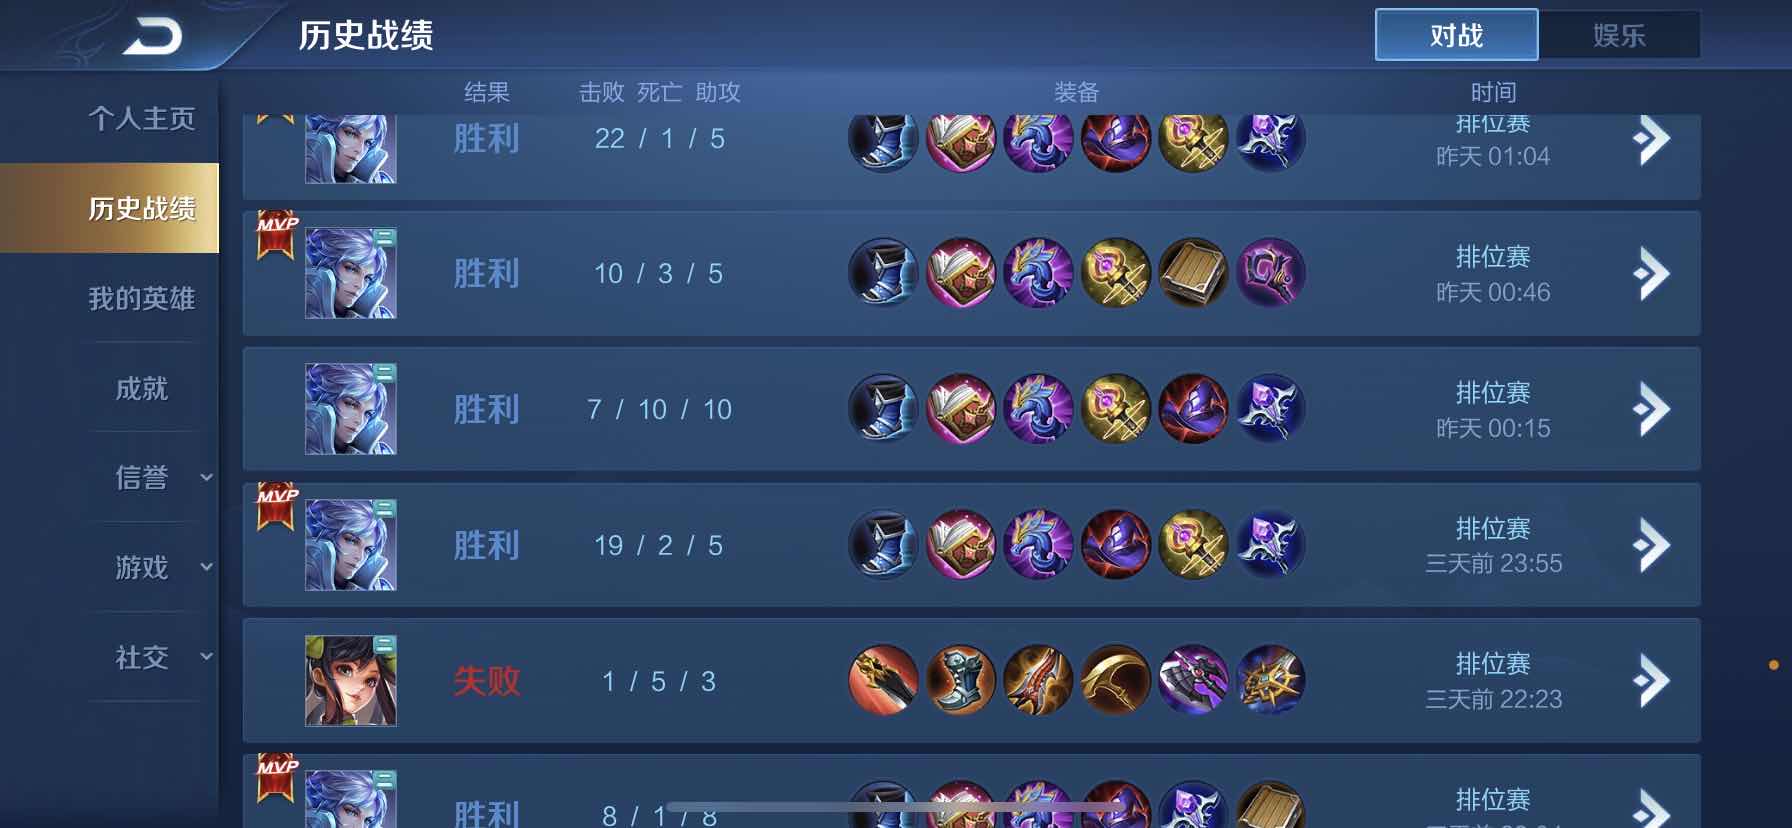 历史战绩
对战
娱乐
个人主页
历史战绩
我的英雄
成就
信誉
游戏
社交
结果 击败 死亡 助攻 装备 时间
胜利 22 / 1 / 5 排位赛
昨天 01:04
MVP
胜利 10 / 3 / 5 排位赛
昨天 00:46
胜利 7 / 10 / 10 排位赛
昨天 00:15
MVP
胜利 19 / 2 / 5 排位赛
三天前 23:55
失败 1 / 5 / 3 排位赛
三天前 22:23
MVP
胜利 8 / 1 / 8 排位赛